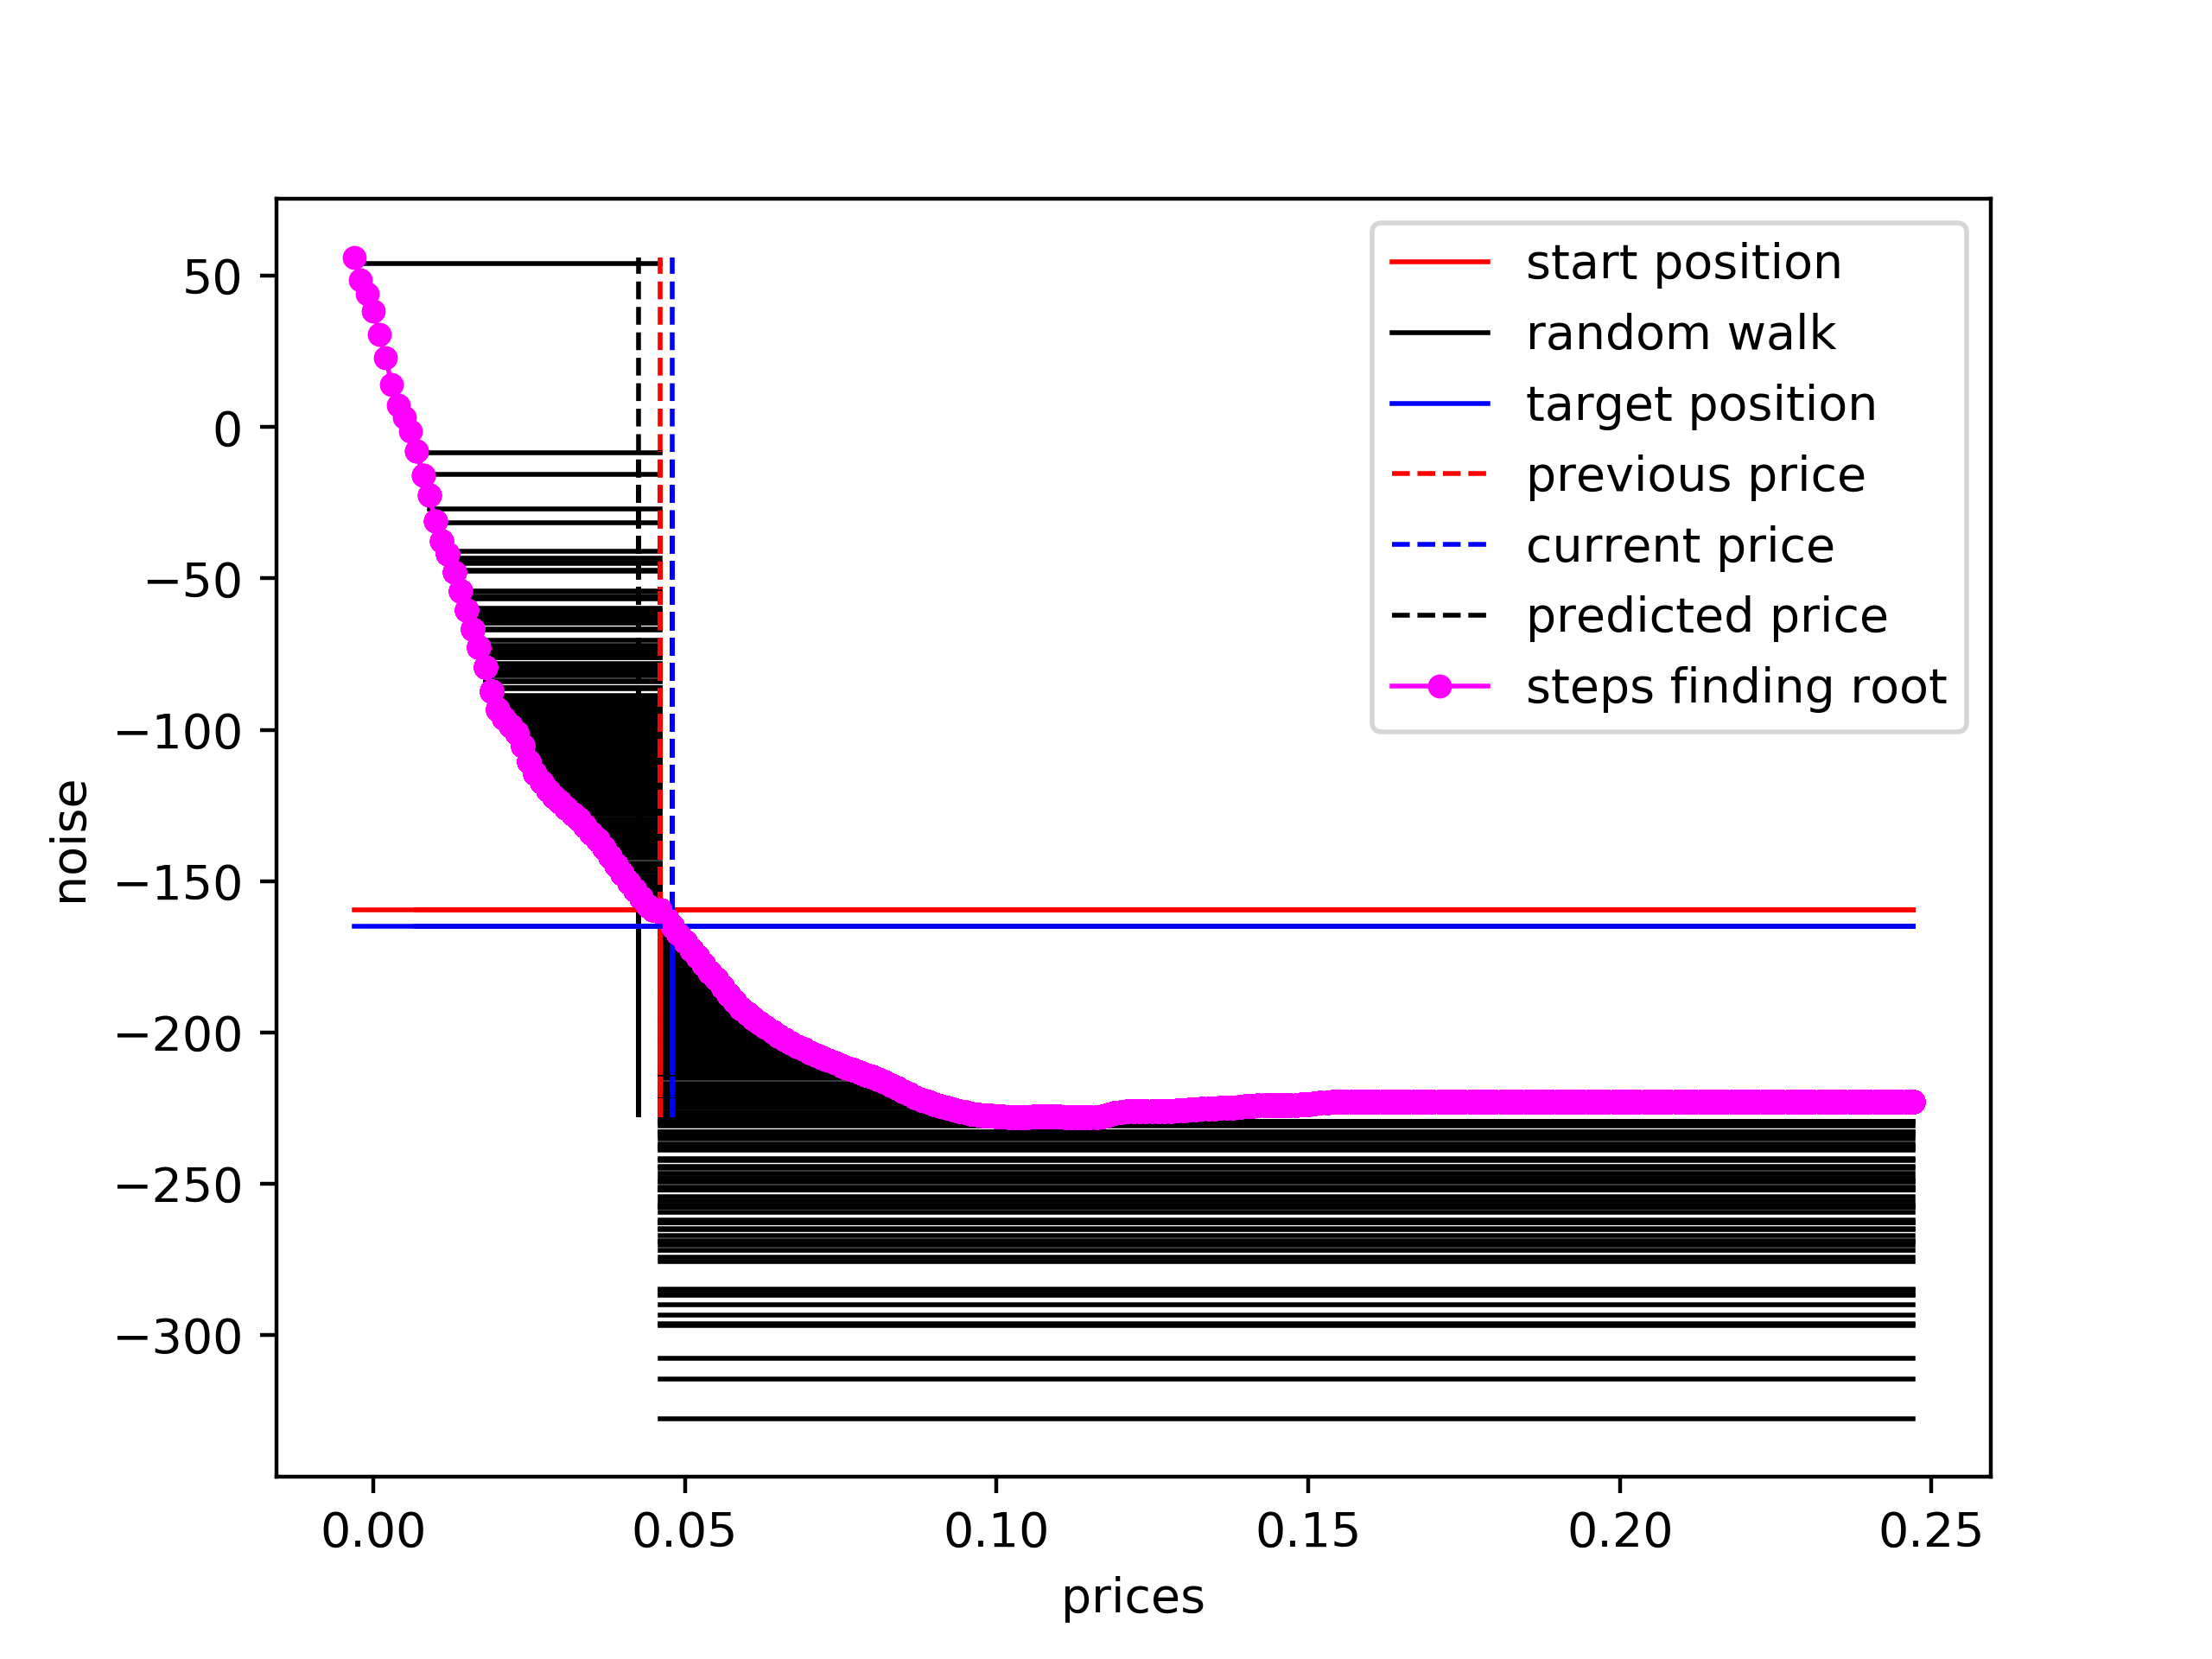 start position
random walk
target position
previous price
current price
predicted price
steps finding root
50
0
−50
−100
−150
−200
−250
−300
noise
0.00 0.05 0.10 0.15 0.20 0.25
prices